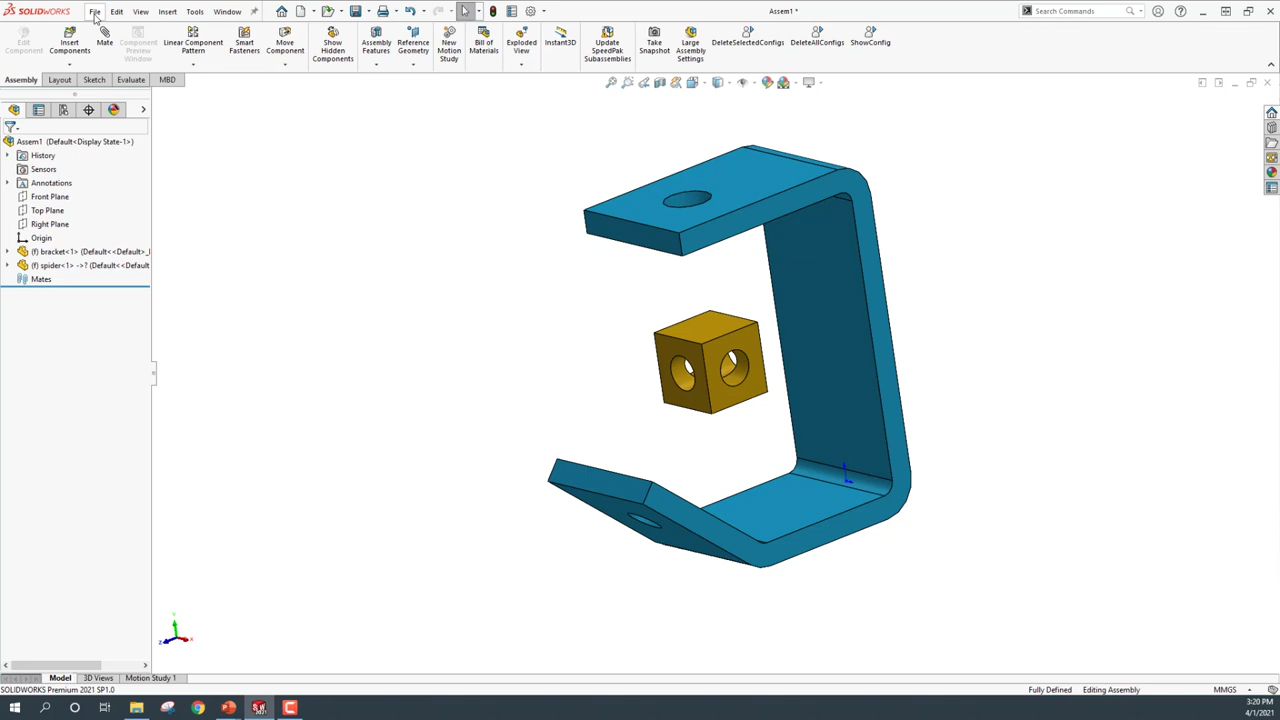 SOLIDWORKS File Edit View Insert Tools Window Assem1 * Search Commands
Edit Component
Insert Components
Mate
Component Preview Window
Linear Component Pattern
Smart Fasteners
Move Component
Show Hidden Components
Assembly Features
Reference Geometry
New Motion Study
Bill of Materials
Exploded View
Instant3D
Update SpeedPak Subassemblies
Take Snapshot
Large Assembly Settings
DeleteSelectedConfigs
DeleteAllConfigs
ShowConfig
Assembly Layout Sketch Evaluate MBD
Assem1 (Default<Display State-1>)
History
Sensors
Annotations
Front Plane
Top Plane
Right Plane
Origin
(f) bracket<1> (Default<<Default>_
(f) spider<1> ->? (Default<<Default
Mates
Y
Z X
Model 3D Views Motion Study 1
SOLIDWORKS Premium 2021 SP1.0 Fully Defined Editing Assembly MMGS
3:20 PM
4/1/2021